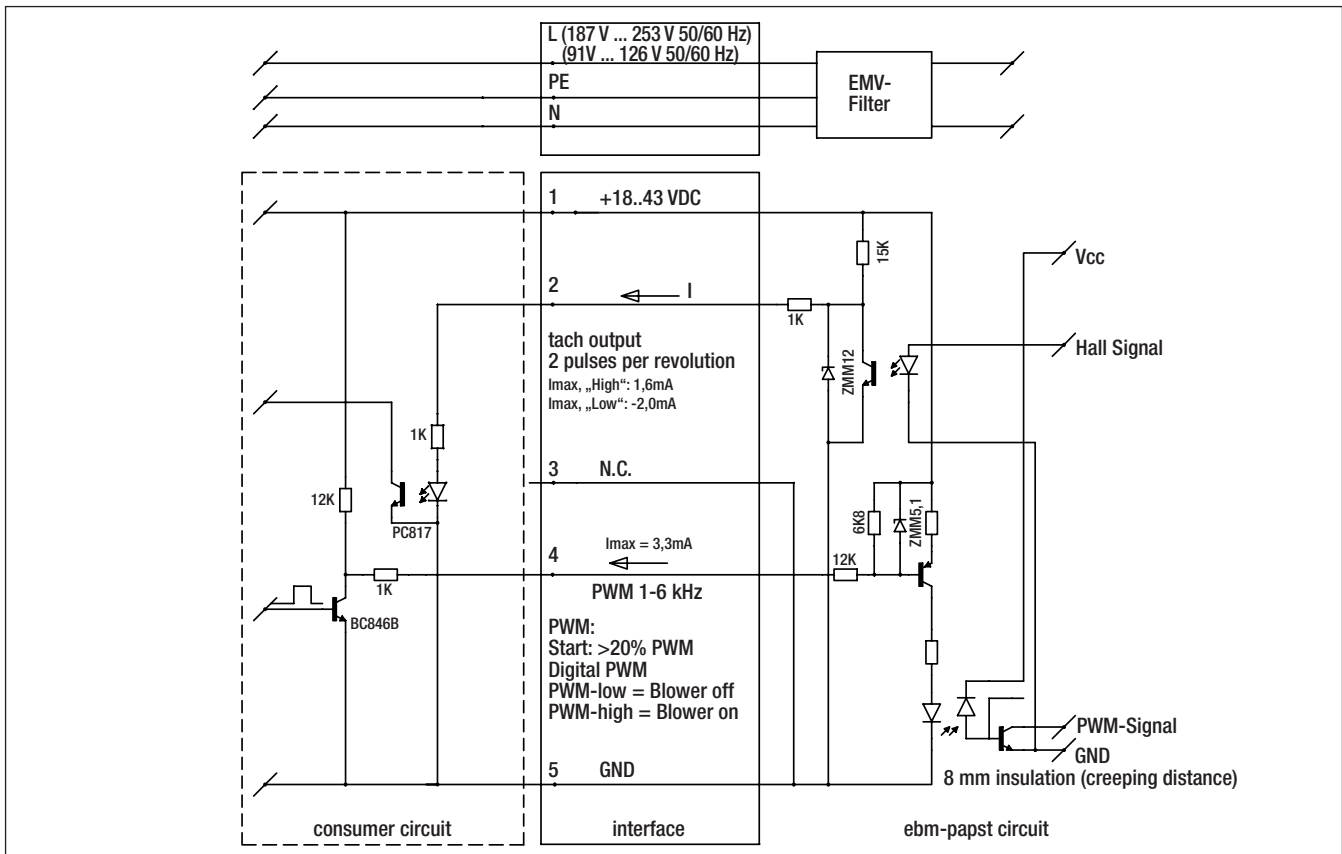 L (187 V ... 253 V 50/60 Hz)
(91V ... 126 V 50/60 Hz)
PE
N
EMV-
Filter
1 +18..43 VDC
15K
Vcc
2
I
1K
tach output
2 pulses per revolution
Imax, „High“: 1,6mA
Imax, „Low“: -2,0mA
ZMM12
Hall Signal
1K
3 N.C.
12K
PC817
6K8
ZMM5,1
4
Imax = 3,3mA
12K
1K
PWM 1-6 kHz
BC846B
PWM:
Start: >20% PWM
Digital PWM
PWM-low = Blower off
PWM-high = Blower on
PWM-Signal
GND
5 GND
8 mm insulation (creeping distance)
consumer circuit
interface
ebm-papst circuit